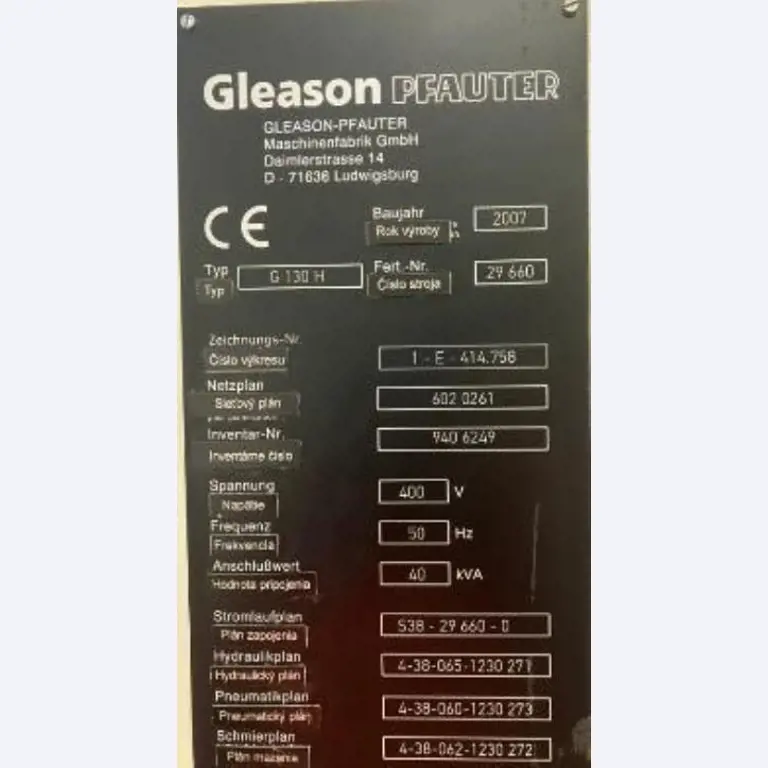 Gleason PFAUTER
GLEASON-PFAUTER
Maschinenfabrik GmbH
Daimlerstrasse 14
D - 71636 Ludwigsburg
CE
Baujahr
Rok výroby
2007
Typ
Typ
G 130 H
Fert.-Nr.
Číslo stroja
29 660
Zeichnungs-Nr.
Číslo výkresu
1 - E - 414.758
Netzplan
Sieťový plán
602 0261
Inventar-Nr.
Inventárne číslo
940 6249
Spannung
Napätie
400 V
Frequenz
Frekvencia
50 Hz
Anschlußwert
Hodnota pripojenia
40 kVA
Stromlaufplan
Plán zapojenia
S38 - 29 660 - 0
Hydraulikplan
Hydraulický plán
4-38-065-1230 271
Pneumatikplan
Pneumatický plán
4-38-060-1230 273
Schmierplan
Plán mazania
4-38-062-1230 272